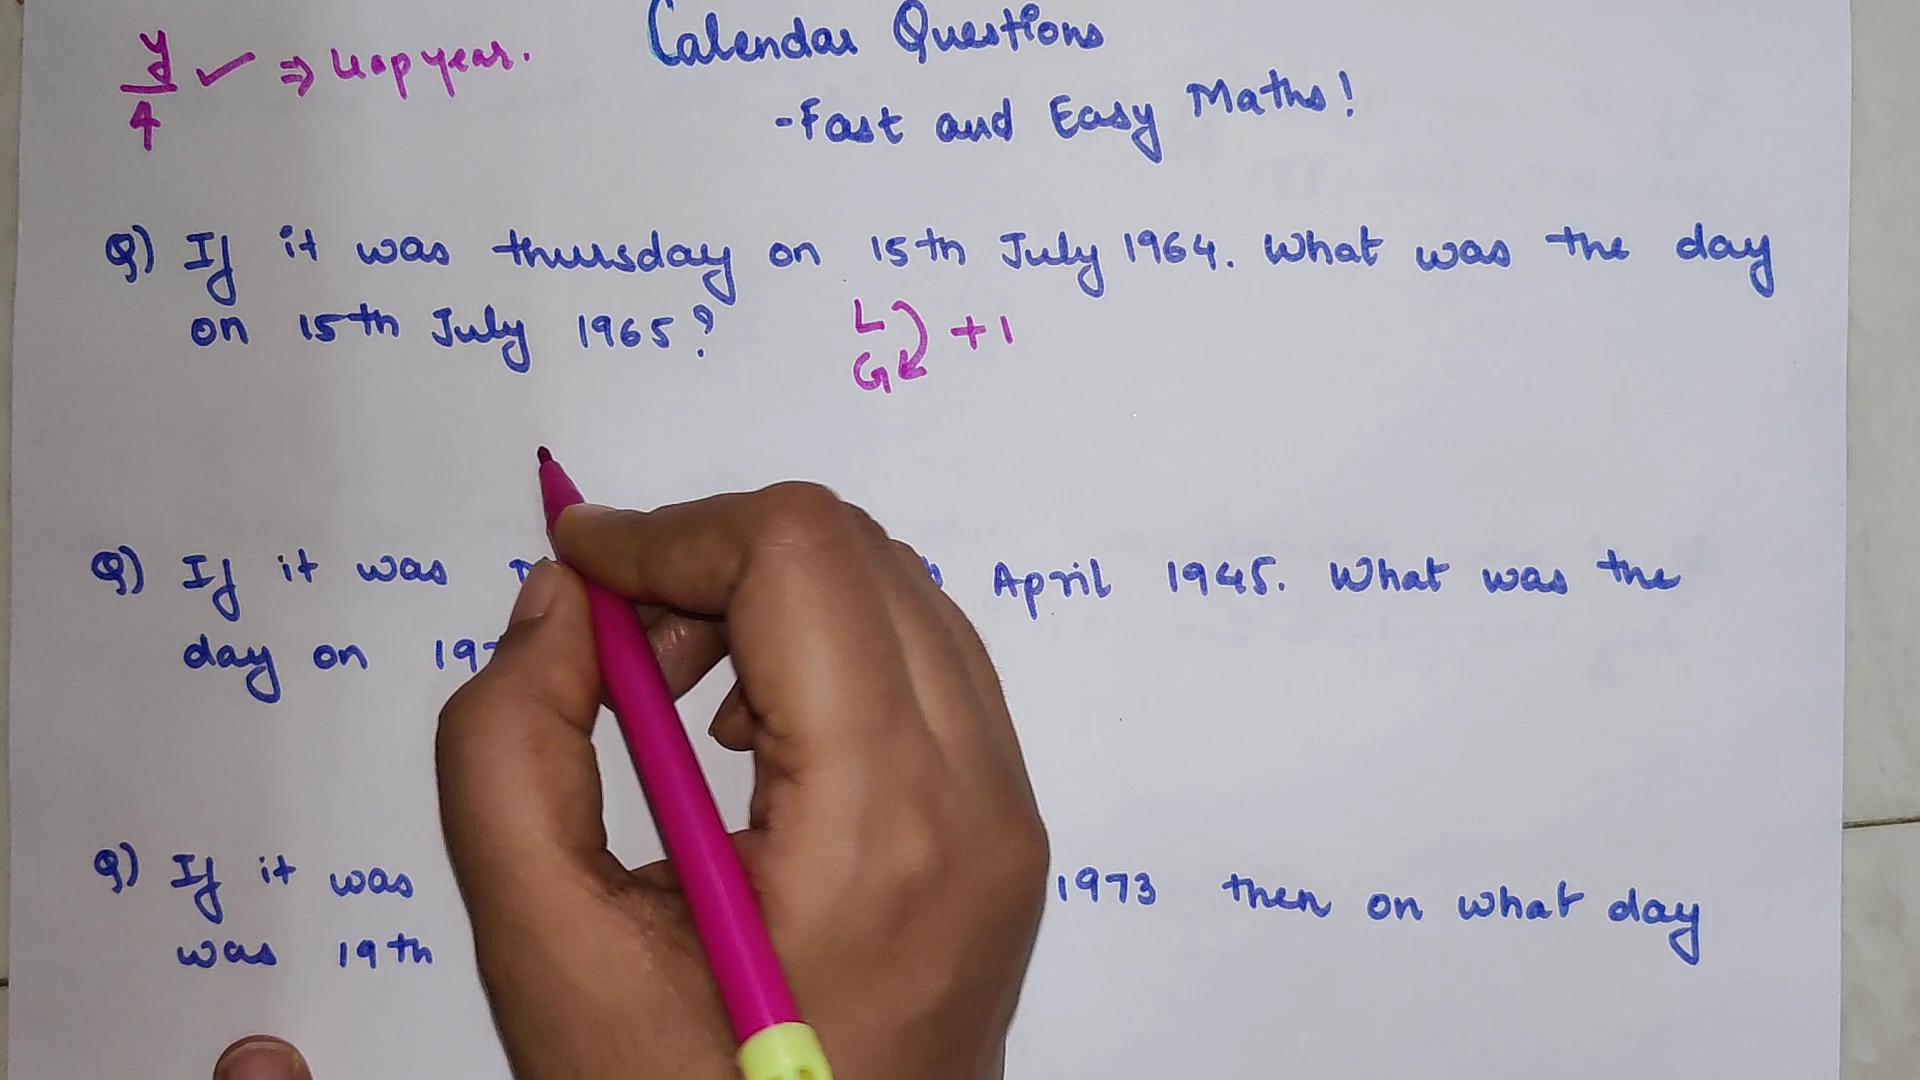 y/4 ✓ ⇒ leap year.
Calendar Questions
-Fast and Easy Maths!
Q) If it was thursday on 15th July 1964. What was the day
on 15th July 1965?
L
G
+1
Q) If it was April 1945. What was the
day on
Q) If it was 1973 then on what day
was 19th